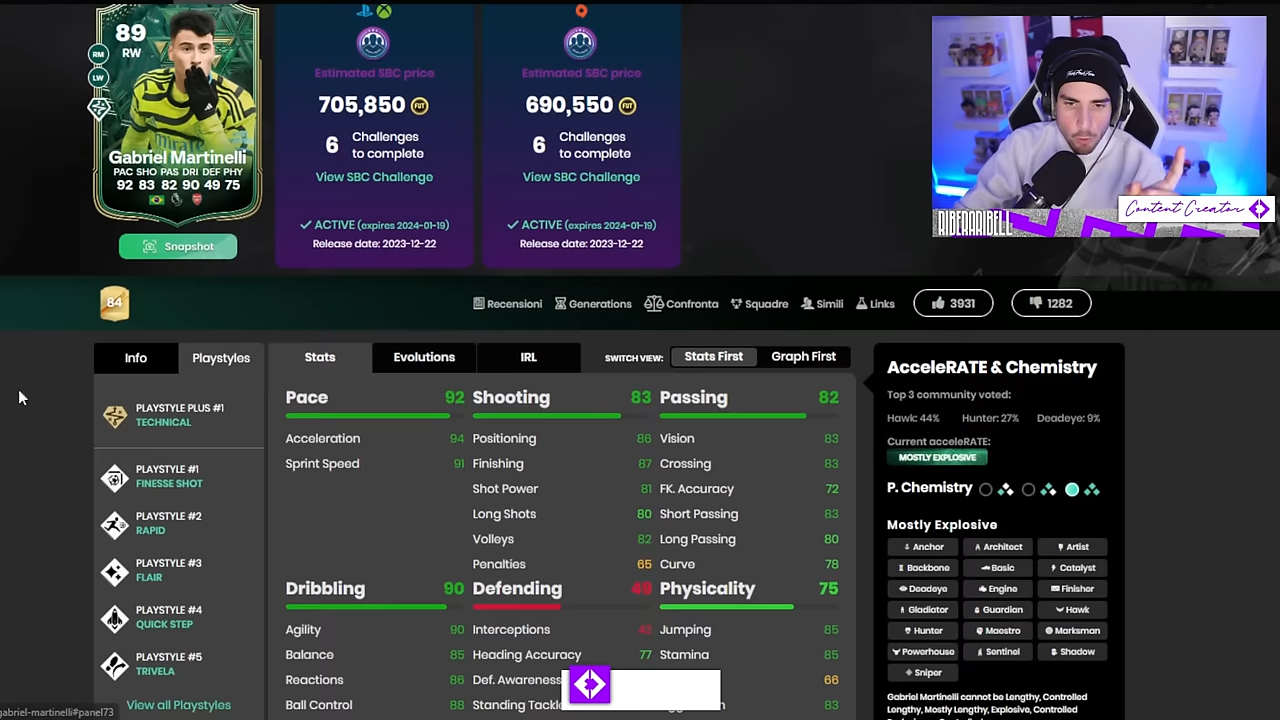 89
RW
RM
LW
Gabriel Martinelli
PAC SHO PAS DRI DEF PHY
92 83 82 90 49 75
Snapshot
Estimated SBC price
705,850
6 Challenges to complete
View SBC Challenge
ACTIVE (expires 2024-01-19)
Release date: 2023-12-22
Estimated SBC price
690,550
6 Challenges to complete
View SBC Challenge
ACTIVE (expires 2024-01-19)
Release date: 2023-12-22
Content Creator
84
Recensioni Generations Confronta Squadre Simili Links 3931 1282
Info Playstyles
PLAYSTYLE PLUS #1
TECHNICAL
PLAYSTYLE #1
FINESSE SHOT
PLAYSTYLE #2
RAPID
PLAYSTYLE #3
FLAIR
PLAYSTYLE #4
QUICK STEP
PLAYSTYLE #5
TRIVELA
View all Playstyles
gabriel-martinelli#panel73
Stats Evolutions IRL SWITCH VIEW: Stats First Graph First
Pace 92
Acceleration 94
Sprint Speed 91
Shooting 83
Positioning 86
Finishing 87
Shot Power 81
Long Shots 80
Volleys 82
Penalties 65
Passing 82
Vision 83
Crossing 83
FK. Accuracy 72
Short Passing 83
Long Passing 80
Curve 78
Dribbling 90
Agility 90
Balance 85
Reactions 86
Ball Control 88
Defending 49
Interceptions
Heading Accuracy 77
Def. Awareness
Standing Tackle
Physicality 75
Jumping 85
Stamina 85
66
83
AcceleRATE & Chemistry
Top 3 community voted:
Hawk: 44% Hunter: 27% Deadeye: 9%
Current acceleRATE:
MOSTLY EXPLOSIVE
P. Chemistry
Mostly Explosive
Anchor Architect Artist
Backbone Basic Catalyst
Deadeye Engine Finisher
Gladiator Guardian Hawk
Hunter Maestro Marksman
Powerhouse Sentinel Shadow
Sniper
Gabriel Martinelli cannot be Lengthy, Controlled
Lengthy, Mostly Lengthy, Explosive, Controlled